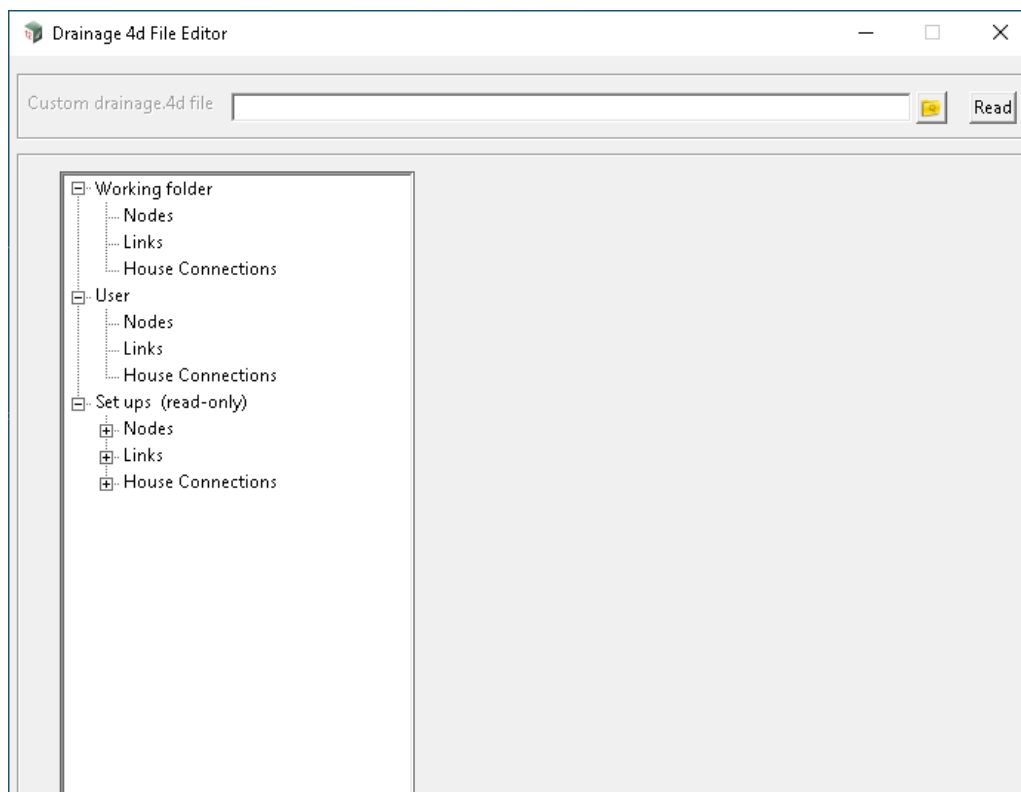 Drainage 4d File Editor
Custom drainage.4d file
Read
Working folder
Nodes
Links
House Connections
User
Nodes
Links
House Connections
Set ups (read-only)
Nodes
Links
House Connections